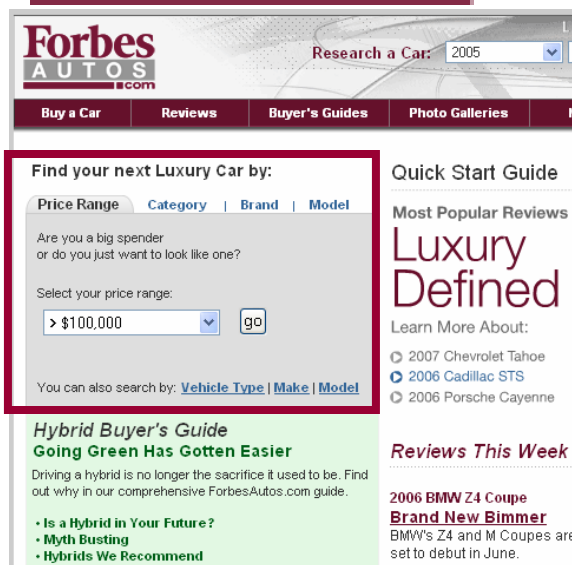 Forbes
AUTOS
.com
Research a Car: 2005
Buy a Car Reviews Buyer's Guides Photo Galleries
Find your next Luxury Car by:
Price Range Category | Brand | Model
Are you a big spender
or do you just want to look like one?
Select your price range:
> $100,000 go
You can also search by: Vehicle Type | Make | Model
Hybrid Buyer's Guide
Going Green Has Gotten Easier
Driving a hybrid is no longer the sacrifice it used to be. Find
out why in our comprehensive ForbesAutos.com guide.
• Is a Hybrid in Your Future?
• Myth Busting
• Hybrids We Recommend
Quick Start Guide
Most Popular Reviews
Luxury
Defined
Learn More About:
2007 Chevrolet Tahoe
2006 Cadillac STS
2006 Porsche Cayenne
Reviews This Week
2006 BMW Z4 Coupe
Brand New Bimmer
BMW's Z4 and M Coupes are
set to debut in June.